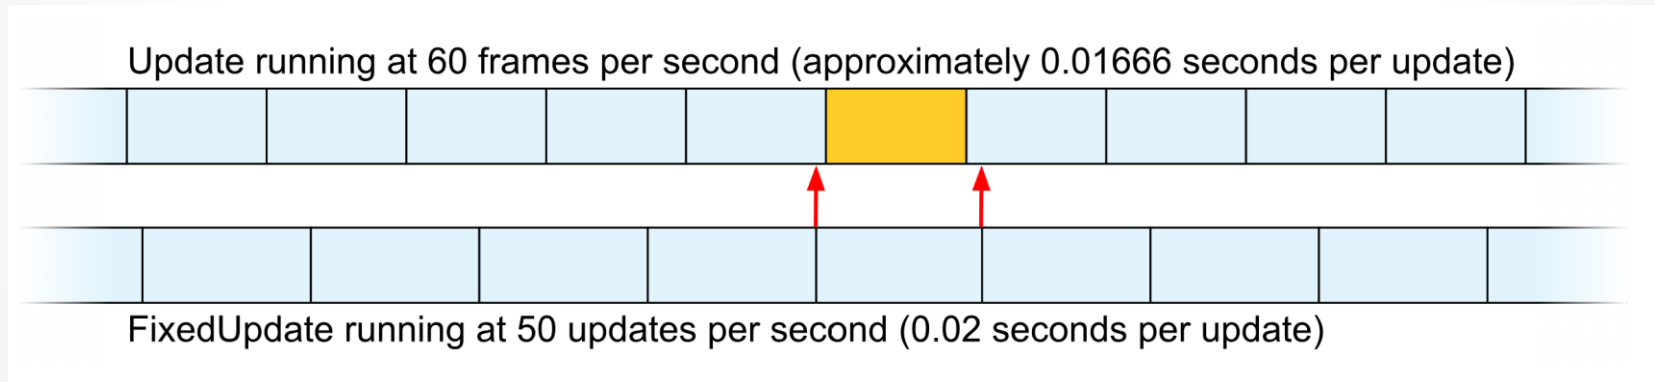 Update running at 60 frames per second (approximately 0.01666 seconds per update)
FixedUpdate running at 50 updates per second (0.02 seconds per update)